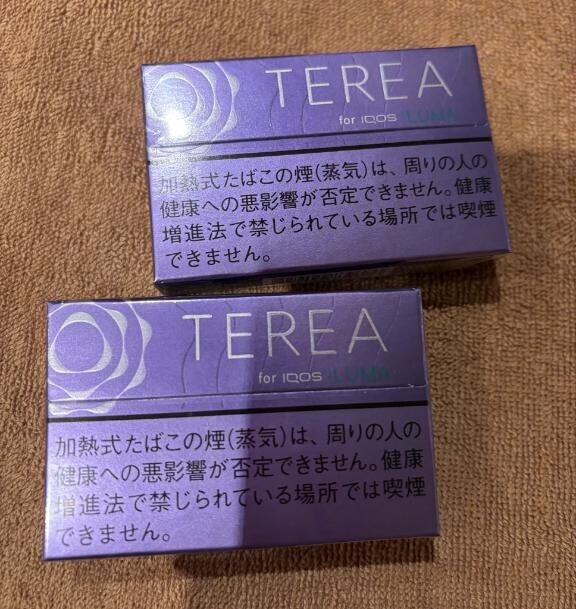 TEREA
for IQOS ILUMA
加熱式たばこの煙(蒸気)は、周りの人の
健康への悪影響が否定できません。健康
増進法で禁じられている場所では喫煙
できません。
TEREA
for IQOS ILUMA
加熱式たばこの煙(蒸気)は、周りの人の
健康への悪影響が否定できません。健康
増進法で禁じられている場所では喫煙
できません。